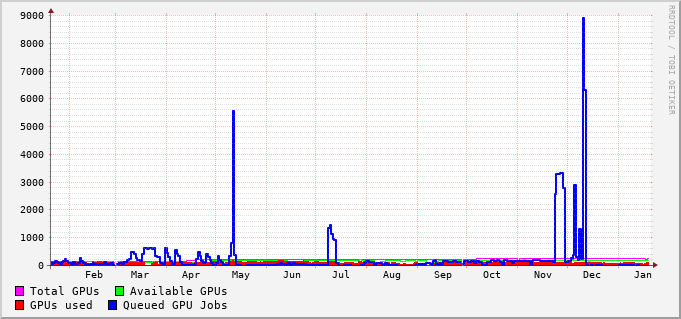 9000
8000
7000
6000
5000
4000
3000
2000
1000
0
Feb Mar Apr May Jun Jul Aug Sep Oct Nov Dec Jan
Total GPUs Available GPUs
GPUs used Queued GPU Jobs
RRDTOOL / TOBI OETIKER